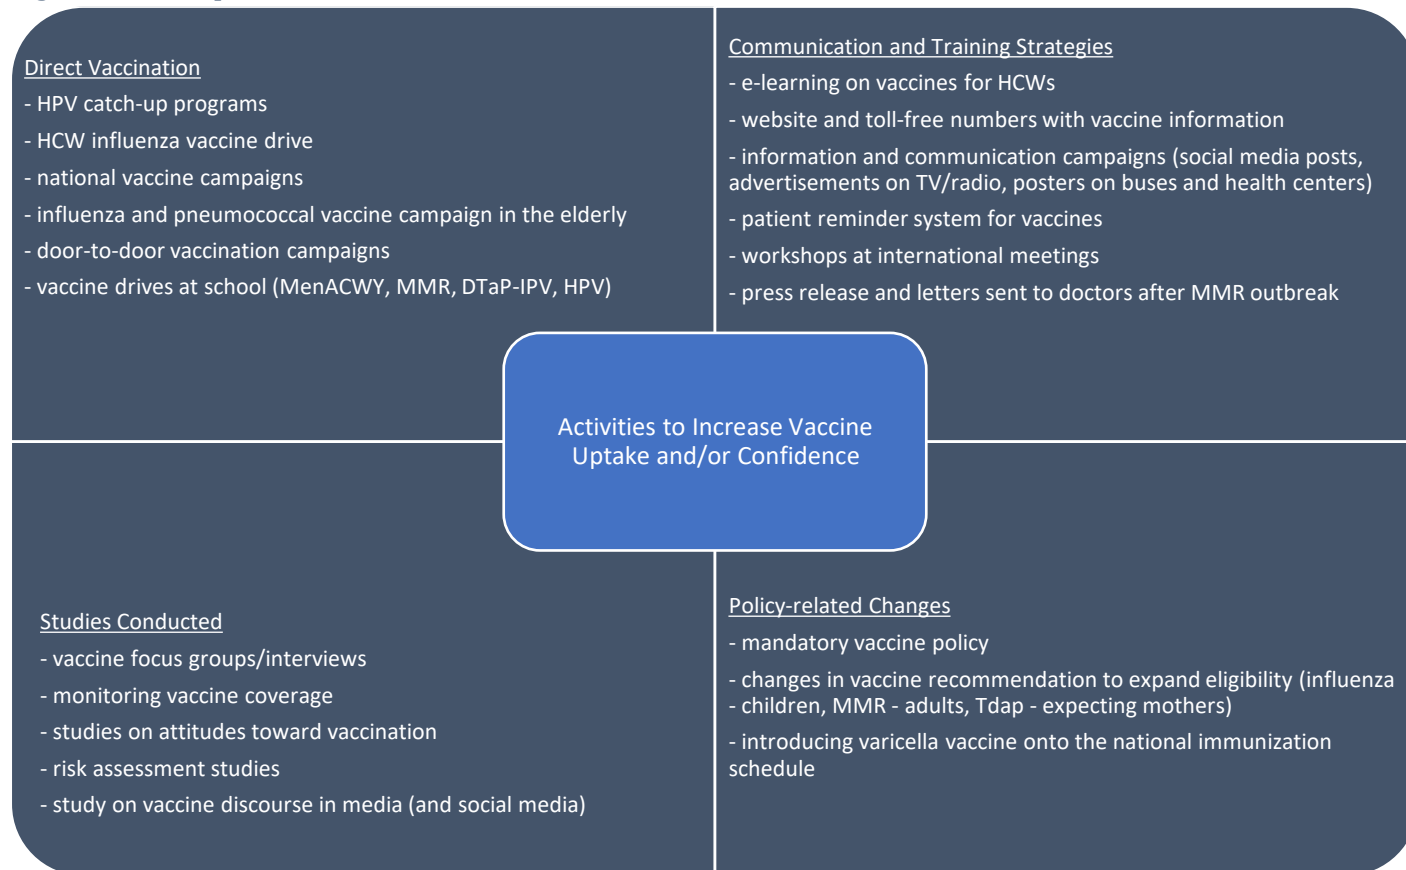 Direct Vaccination
- HPV catch-up programs
- HCW influenza vaccine drive
- national vaccine campaigns
- influenza and pneumococcal vaccine campaign in the elderly
- door-to-door vaccination campaigns
- vaccine drives at school (MenACWY, MMR, DTaP-IPV, HPV)
Communication and Training Strategies
- e-learning on vaccines for HCWs
- website and toll-free numbers with vaccine information
- information and communication campaigns (social media posts,
advertisements on TV/radio, posters on buses and health centers)
- patient reminder system for vaccines
- workshops at international meetings
- press release and letters sent to doctors after MMR outbreak
Activities to Increase Vaccine
Uptake and/or Confidence
Studies Conducted
- vaccine focus groups/interviews
- monitoring vaccine coverage
- studies on attitudes toward vaccination
- risk assessment studies
- study on vaccine discourse in media (and social media)
Policy-related Changes
- mandatory vaccine policy
- changes in vaccine recommendation to expand eligibility (influenza
- children, MMR - adults, Tdap - expecting mothers)
- introducing varicella vaccine onto the national immunization
schedule